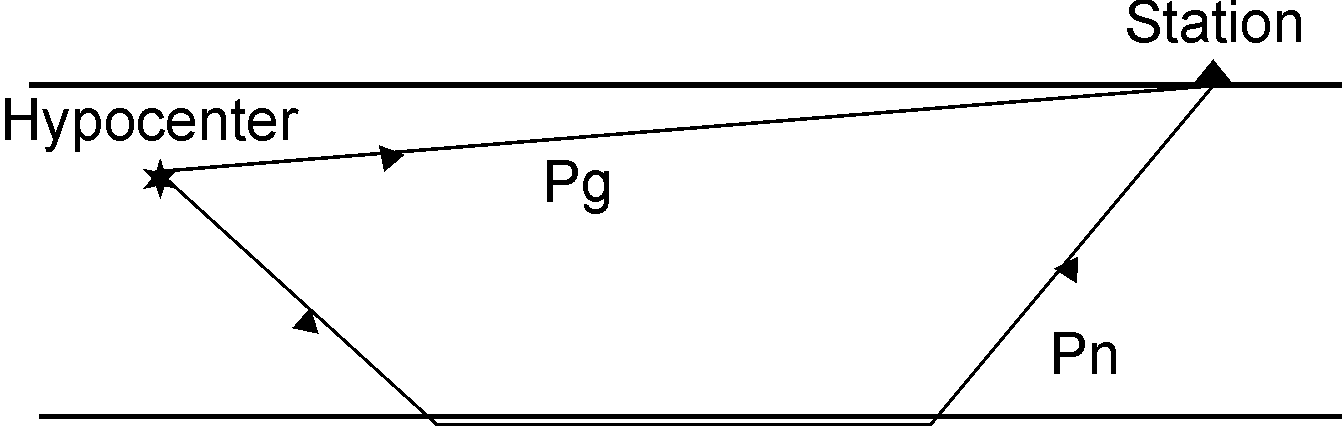 Station
Hypocenter
Pg
Pn